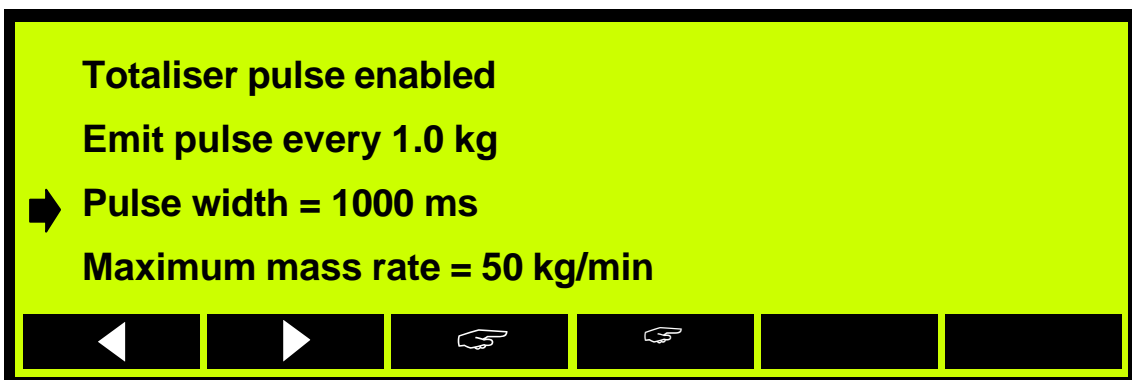 Totaliser pulse enabled
Emit pulse every 1.0 kg
Pulse width = 1000 ms
Maximum mass rate = 50 kg/min